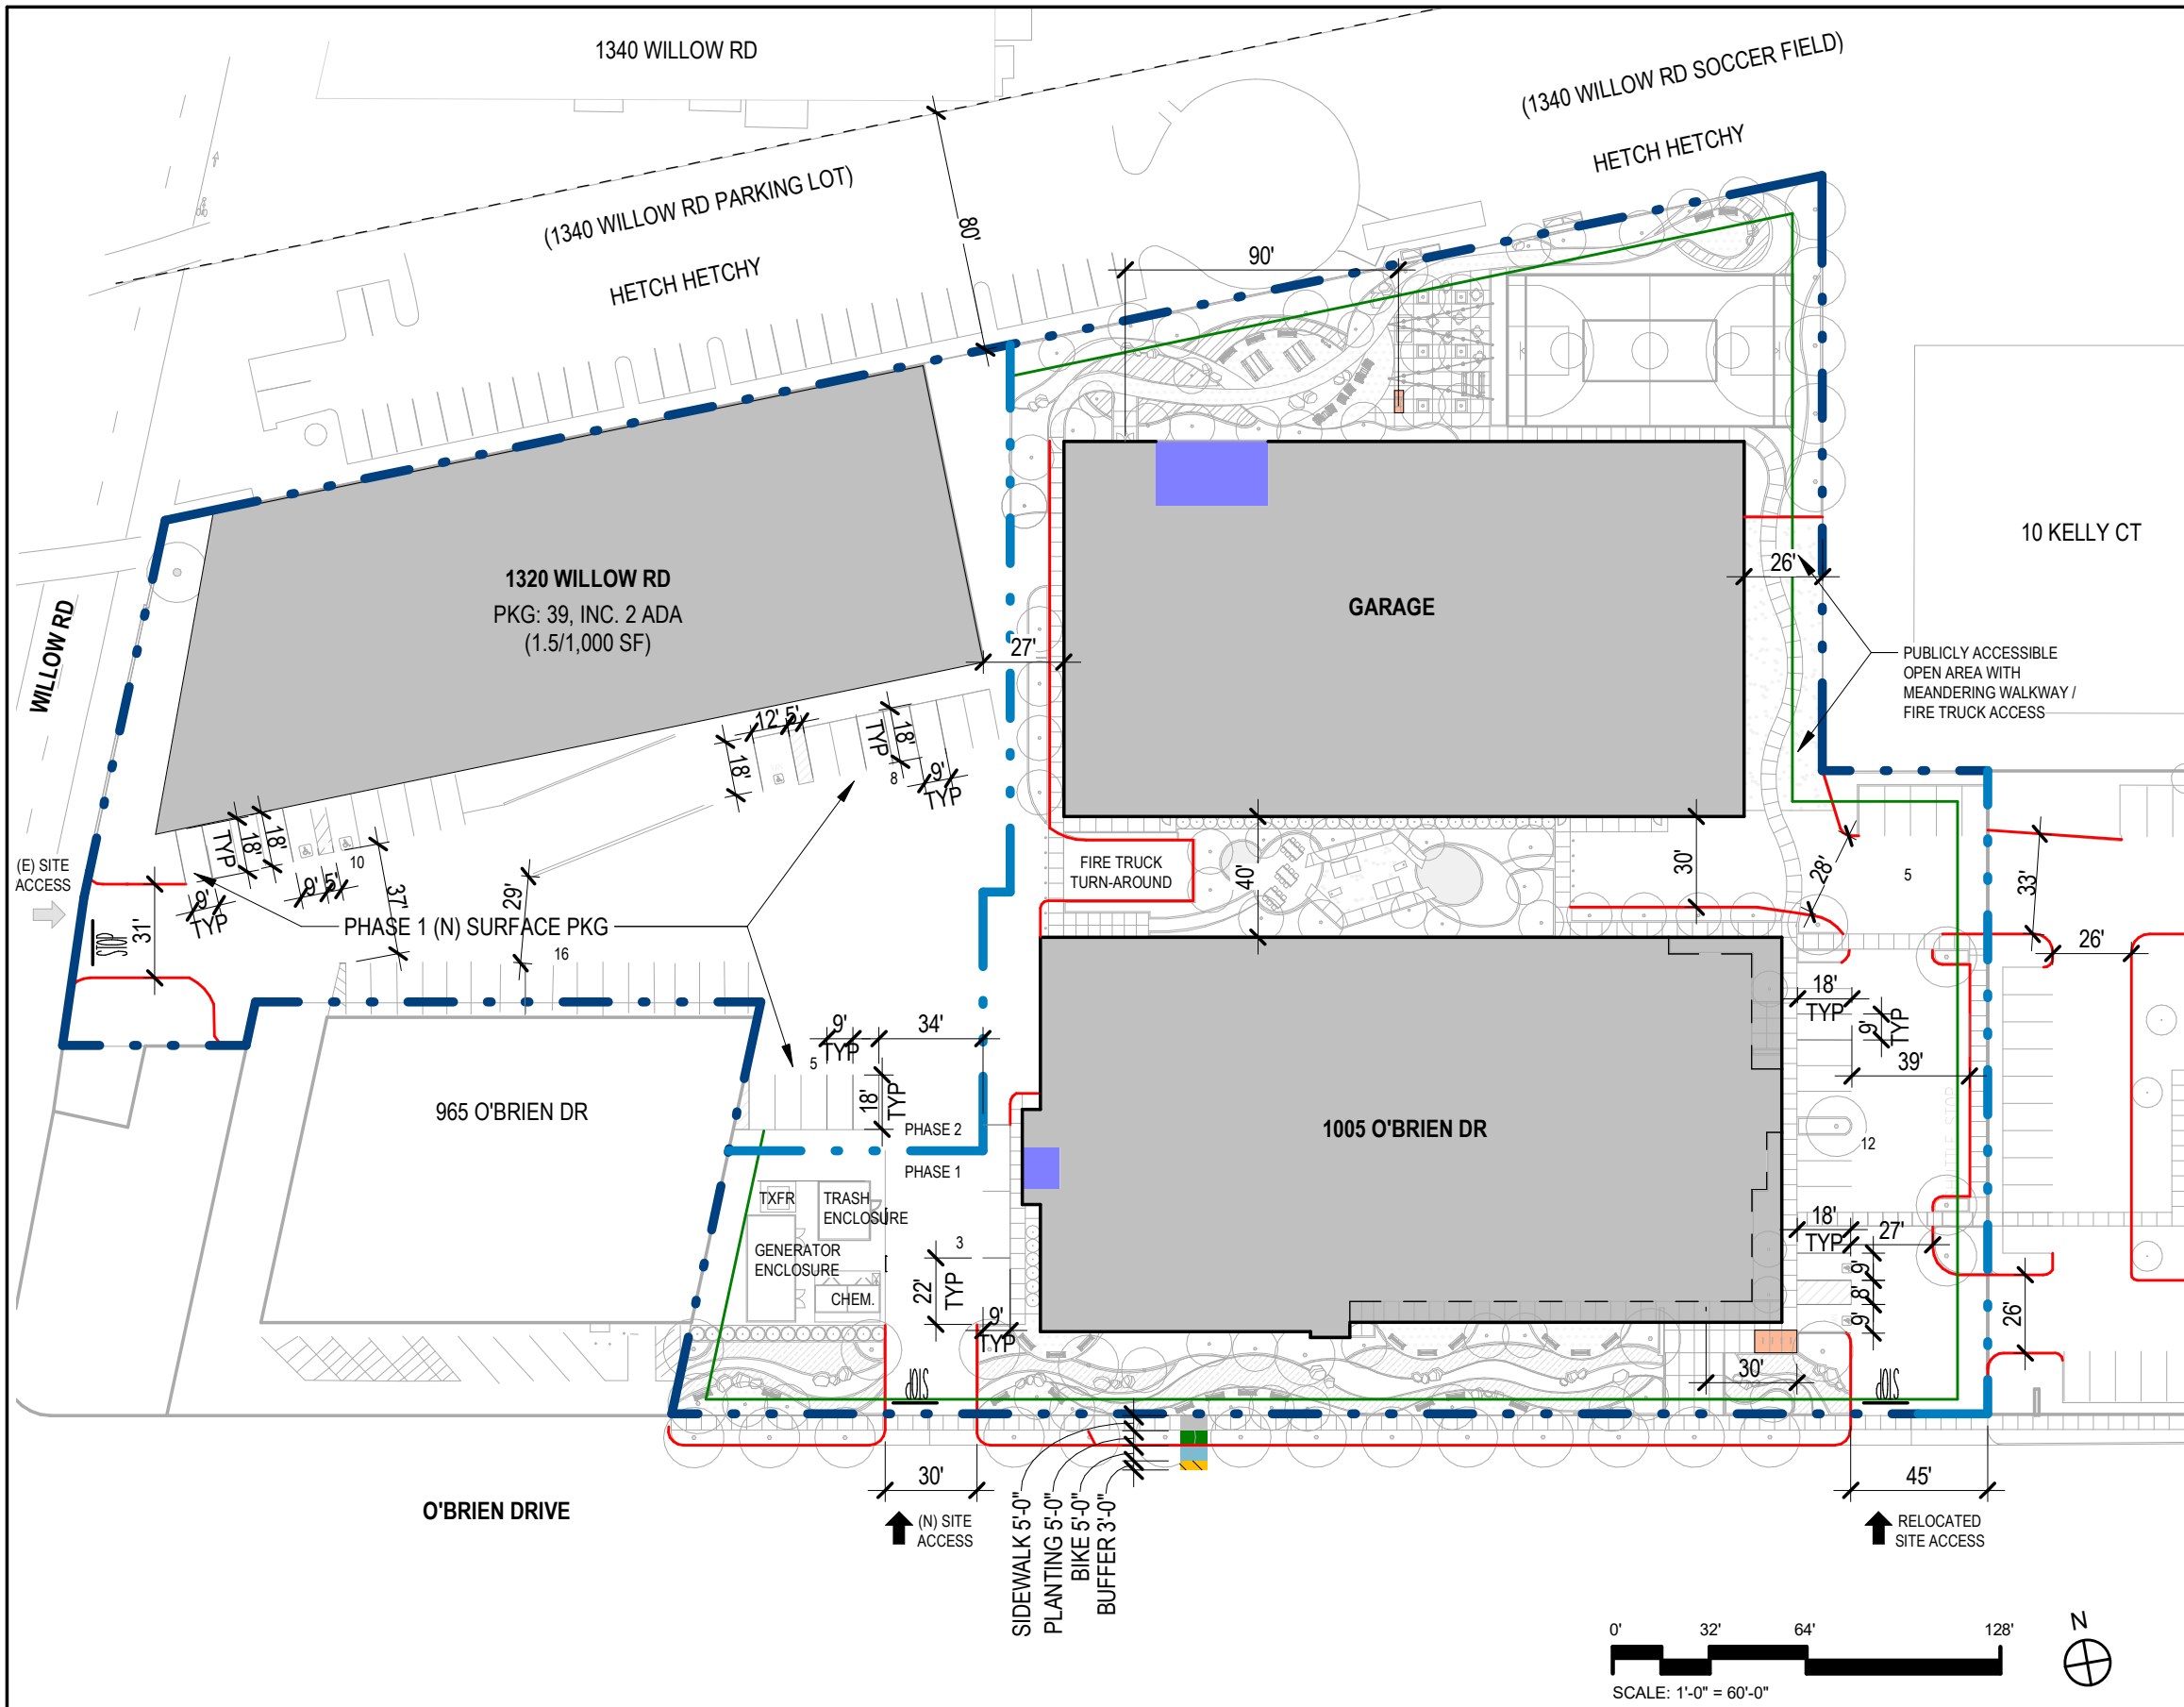 1340 WILLOW RD
(1340 WILLOW RD SOCCER FIELD)
HETCH HETCHY
(1340 WILLOW RD PARKING LOT)
HETCH HETCHY
80'
90'
1320 WILLOW RD
PKG: 39, INC. 2 ADA
(1.5/1,000 SF)
GARAGE
10 KELLY CT
26'
27'
WILLOW RD
PUBLICLY ACCESSIBLE
OPEN AREA WITH
MEANDERING WALKWAY /
FIRE TRUCK ACCESS
12'
5'
18'
18'
TYP
8
9'
TYP
18'
TYP
18'
10
9'
5'
9'
TYP
37'
29'
(E) SITE
ACCESS
STOP
31'
PHASE 1 (N) SURFACE PKG
16
FIRE TRUCK
TURN-AROUND
40'
30'
28'
5
33'
26'
18'
TYP
9'
TYP
39'
9'
TYP
34'
5
18'
TYP
965 O'BRIEN DR
1005 O'BRIEN DR
PHASE 2
PHASE 1
12
TXFR
TRASH
ENCLOSURE
GENERATOR
ENCLOSURE
CHEM.
3
22'
TYP
9'
TYP
18'
TYP
27'
9'
8'
9'
26'
30'
STOP
STOP
30'
45'
O'BRIEN DRIVE
(N) SITE
ACCESS
SIDEWALK 5'-0"
PLANTING 5'-0"
BIKE 5'-0"
BUFFER 3'-0"
RELOCATED
SITE ACCESS
0'
32'
64'
128'
SCALE: 1'-0" = 60'-0"
N